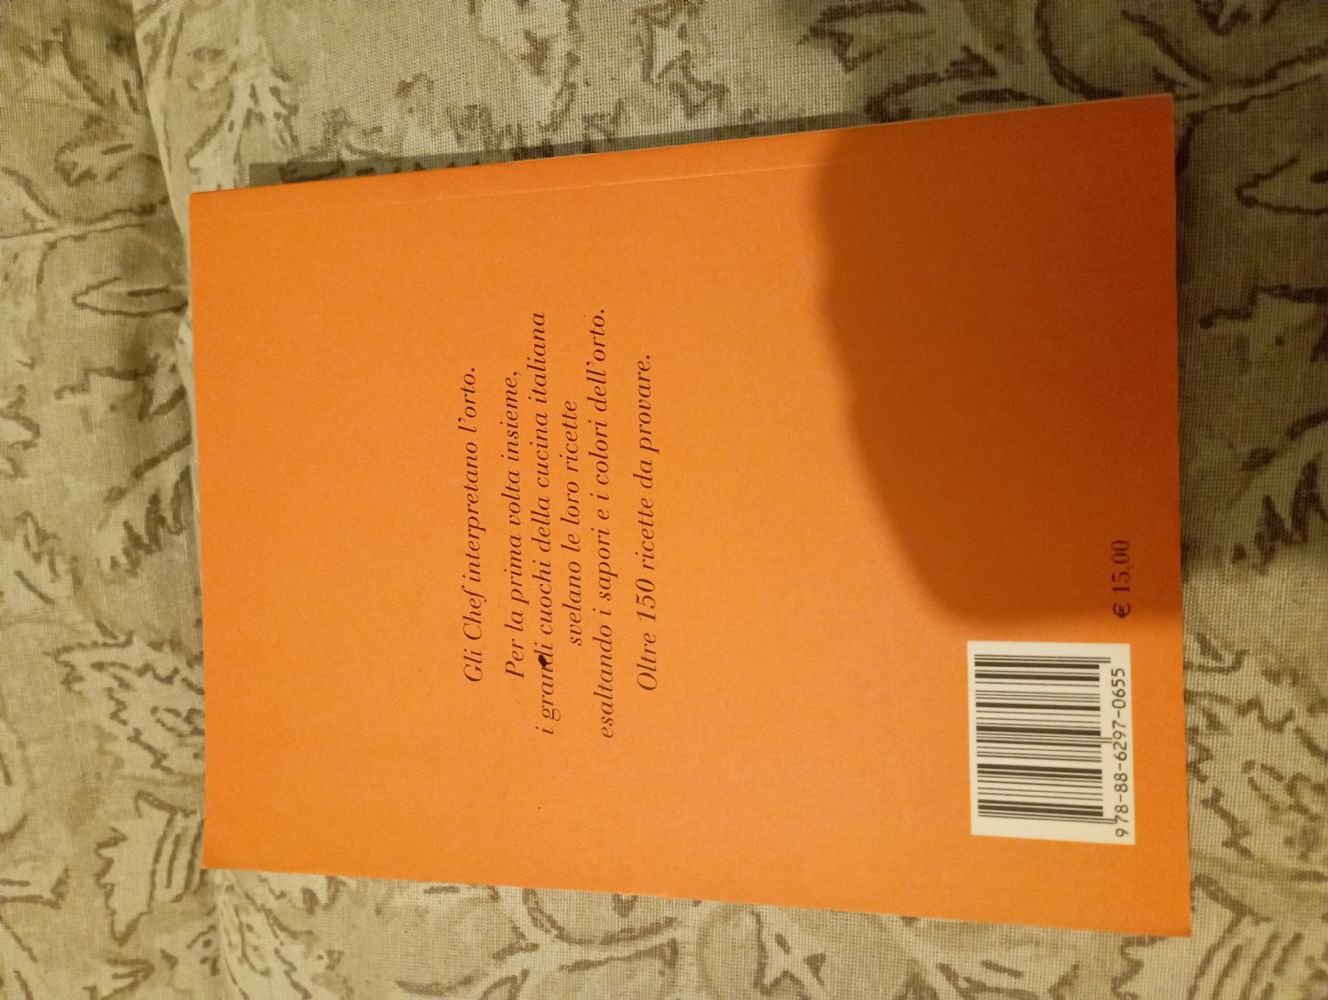 Gli Chef interpretano l'orto.
Per la prima volta insieme,
i grandi cuochi della cucina italiana
svelano le loro ricette
esaltando i sapori e i colori dell'orto.
Oltre 150 ricette da provare.
€ 15,00
978-88-6297-0655